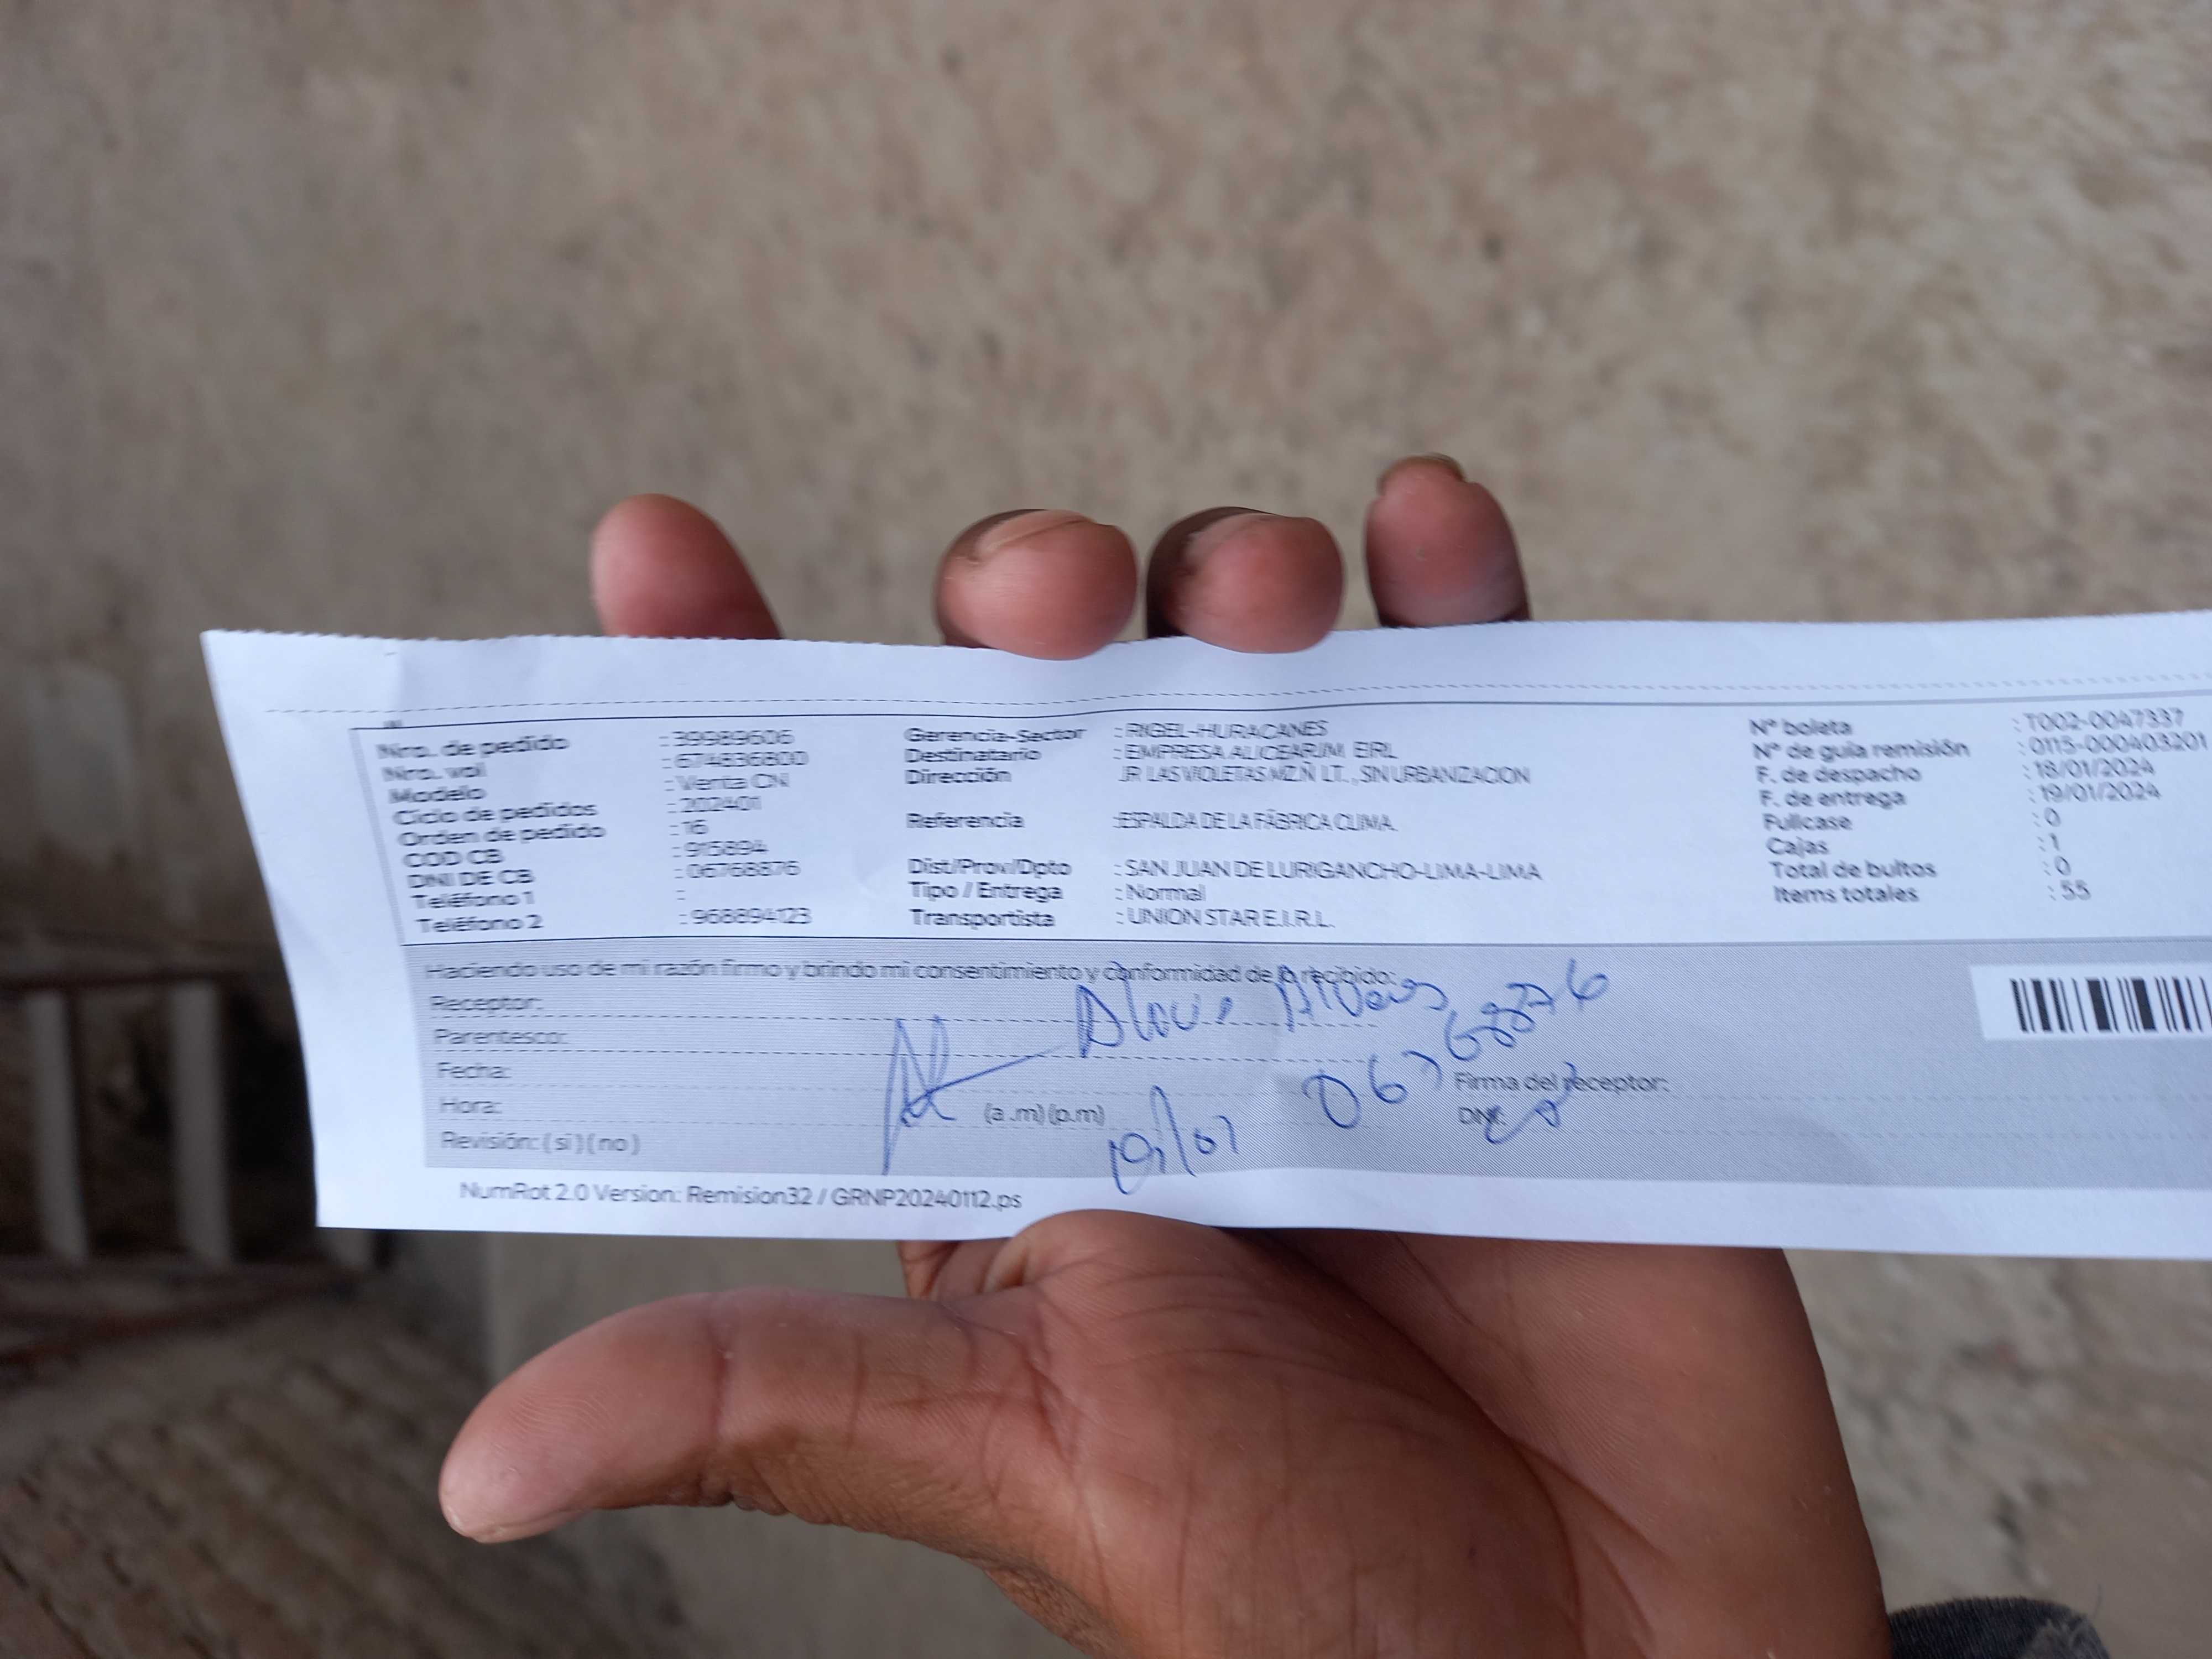 Nro. de pedido : 39989606
Nro. vol : 674836800
Modelo : Venta CN
Ciclo de pedidos : 202401
Orden de pedido : 16
COD CB : 915894
DNI DE CB : 06768876
Teléfono 1 :
Teléfono 2 : 968894123
Gerencia-Sector : RIGEL-HURACANES
Destinatario : EMPRESA ALICEARJM EIRL
Dirección JR LAS VIOLETAS MZ.Ñ LT. , SIN URBANIZACION
Referencia :ESPALDA DE LA FÁBRICA CLIMA.
Dist/Prov/Dpto : SAN JUAN DE LURIGANCHO-LIMA-LIMA
Tipo / Entrega : Normal
Transportista : UNION STAR E.I.R.L.
N° boleta : T002-0047337
N° de guia remisión : 0115-000403201
F. de despacho : 18/01/2024
F. de entrega : 19/01/2024
Fullcase : 0
Cajas : 1
Total de bultos : 0
Items totales : 55
Haciendo uso de mi razón firmo y brindo mi consentimiento y conformidad de lo recibido:
Receptor:
Parentesco:
Fecha:
Hora: (a .m) (p.m)
Revisión: ( si ) ( no )
06768876
Firma del receptor:
DNI:
NumRot 2.0 Version: Remision32 / GRNP20240112.ps